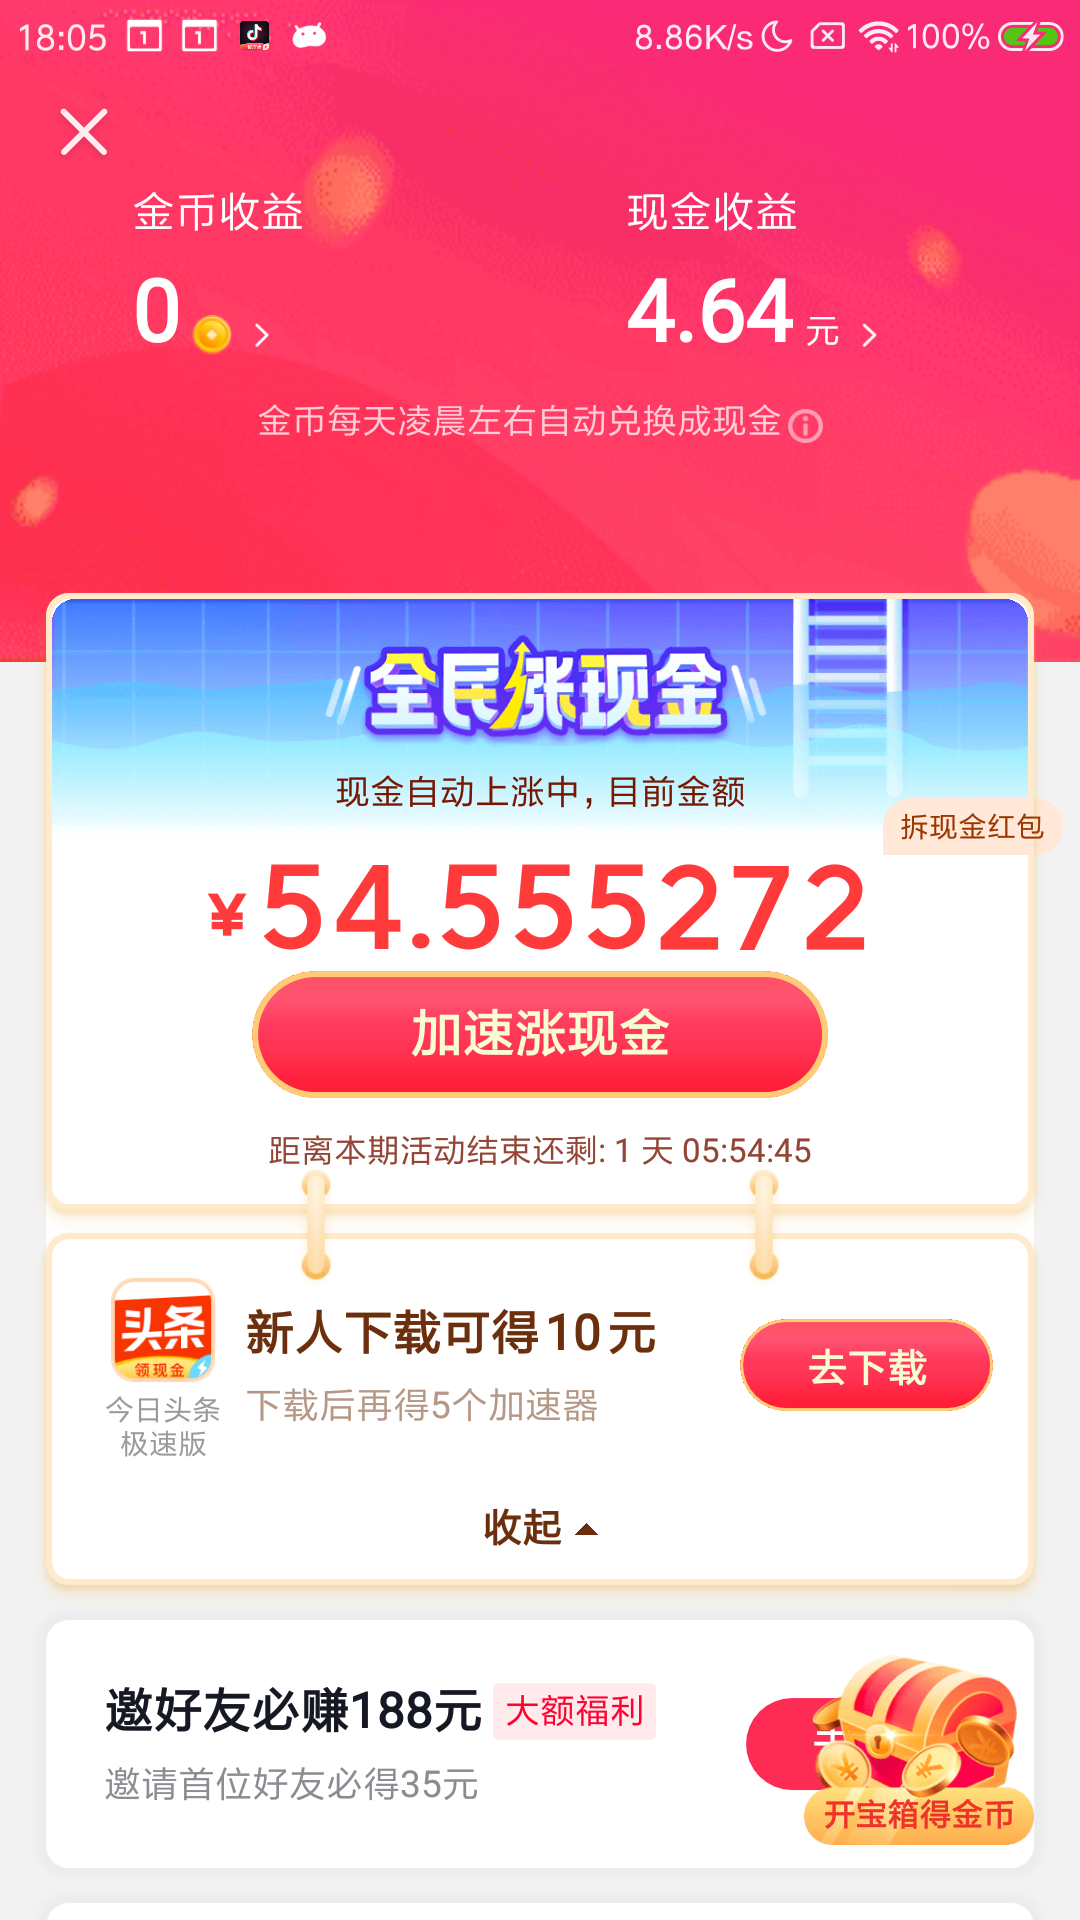 18:05 1 1 8.86K/s 100%
金币收益 现金收益
0 4.64 元
金币每天凌晨左右自动兑换成现金
全民涨现金
现金自动上涨中，目前金额
拆现金红包
¥54.555272
加速涨现金
距离本期活动结束还剩: 1 天 05:54:45
头条
领现金
新人下载可得10元
去下载
今日头条
极速版
下载后再得5个加速器
收起
邀好友必赚188元 大额福利
邀请首位好友必得35元
开宝箱得金币